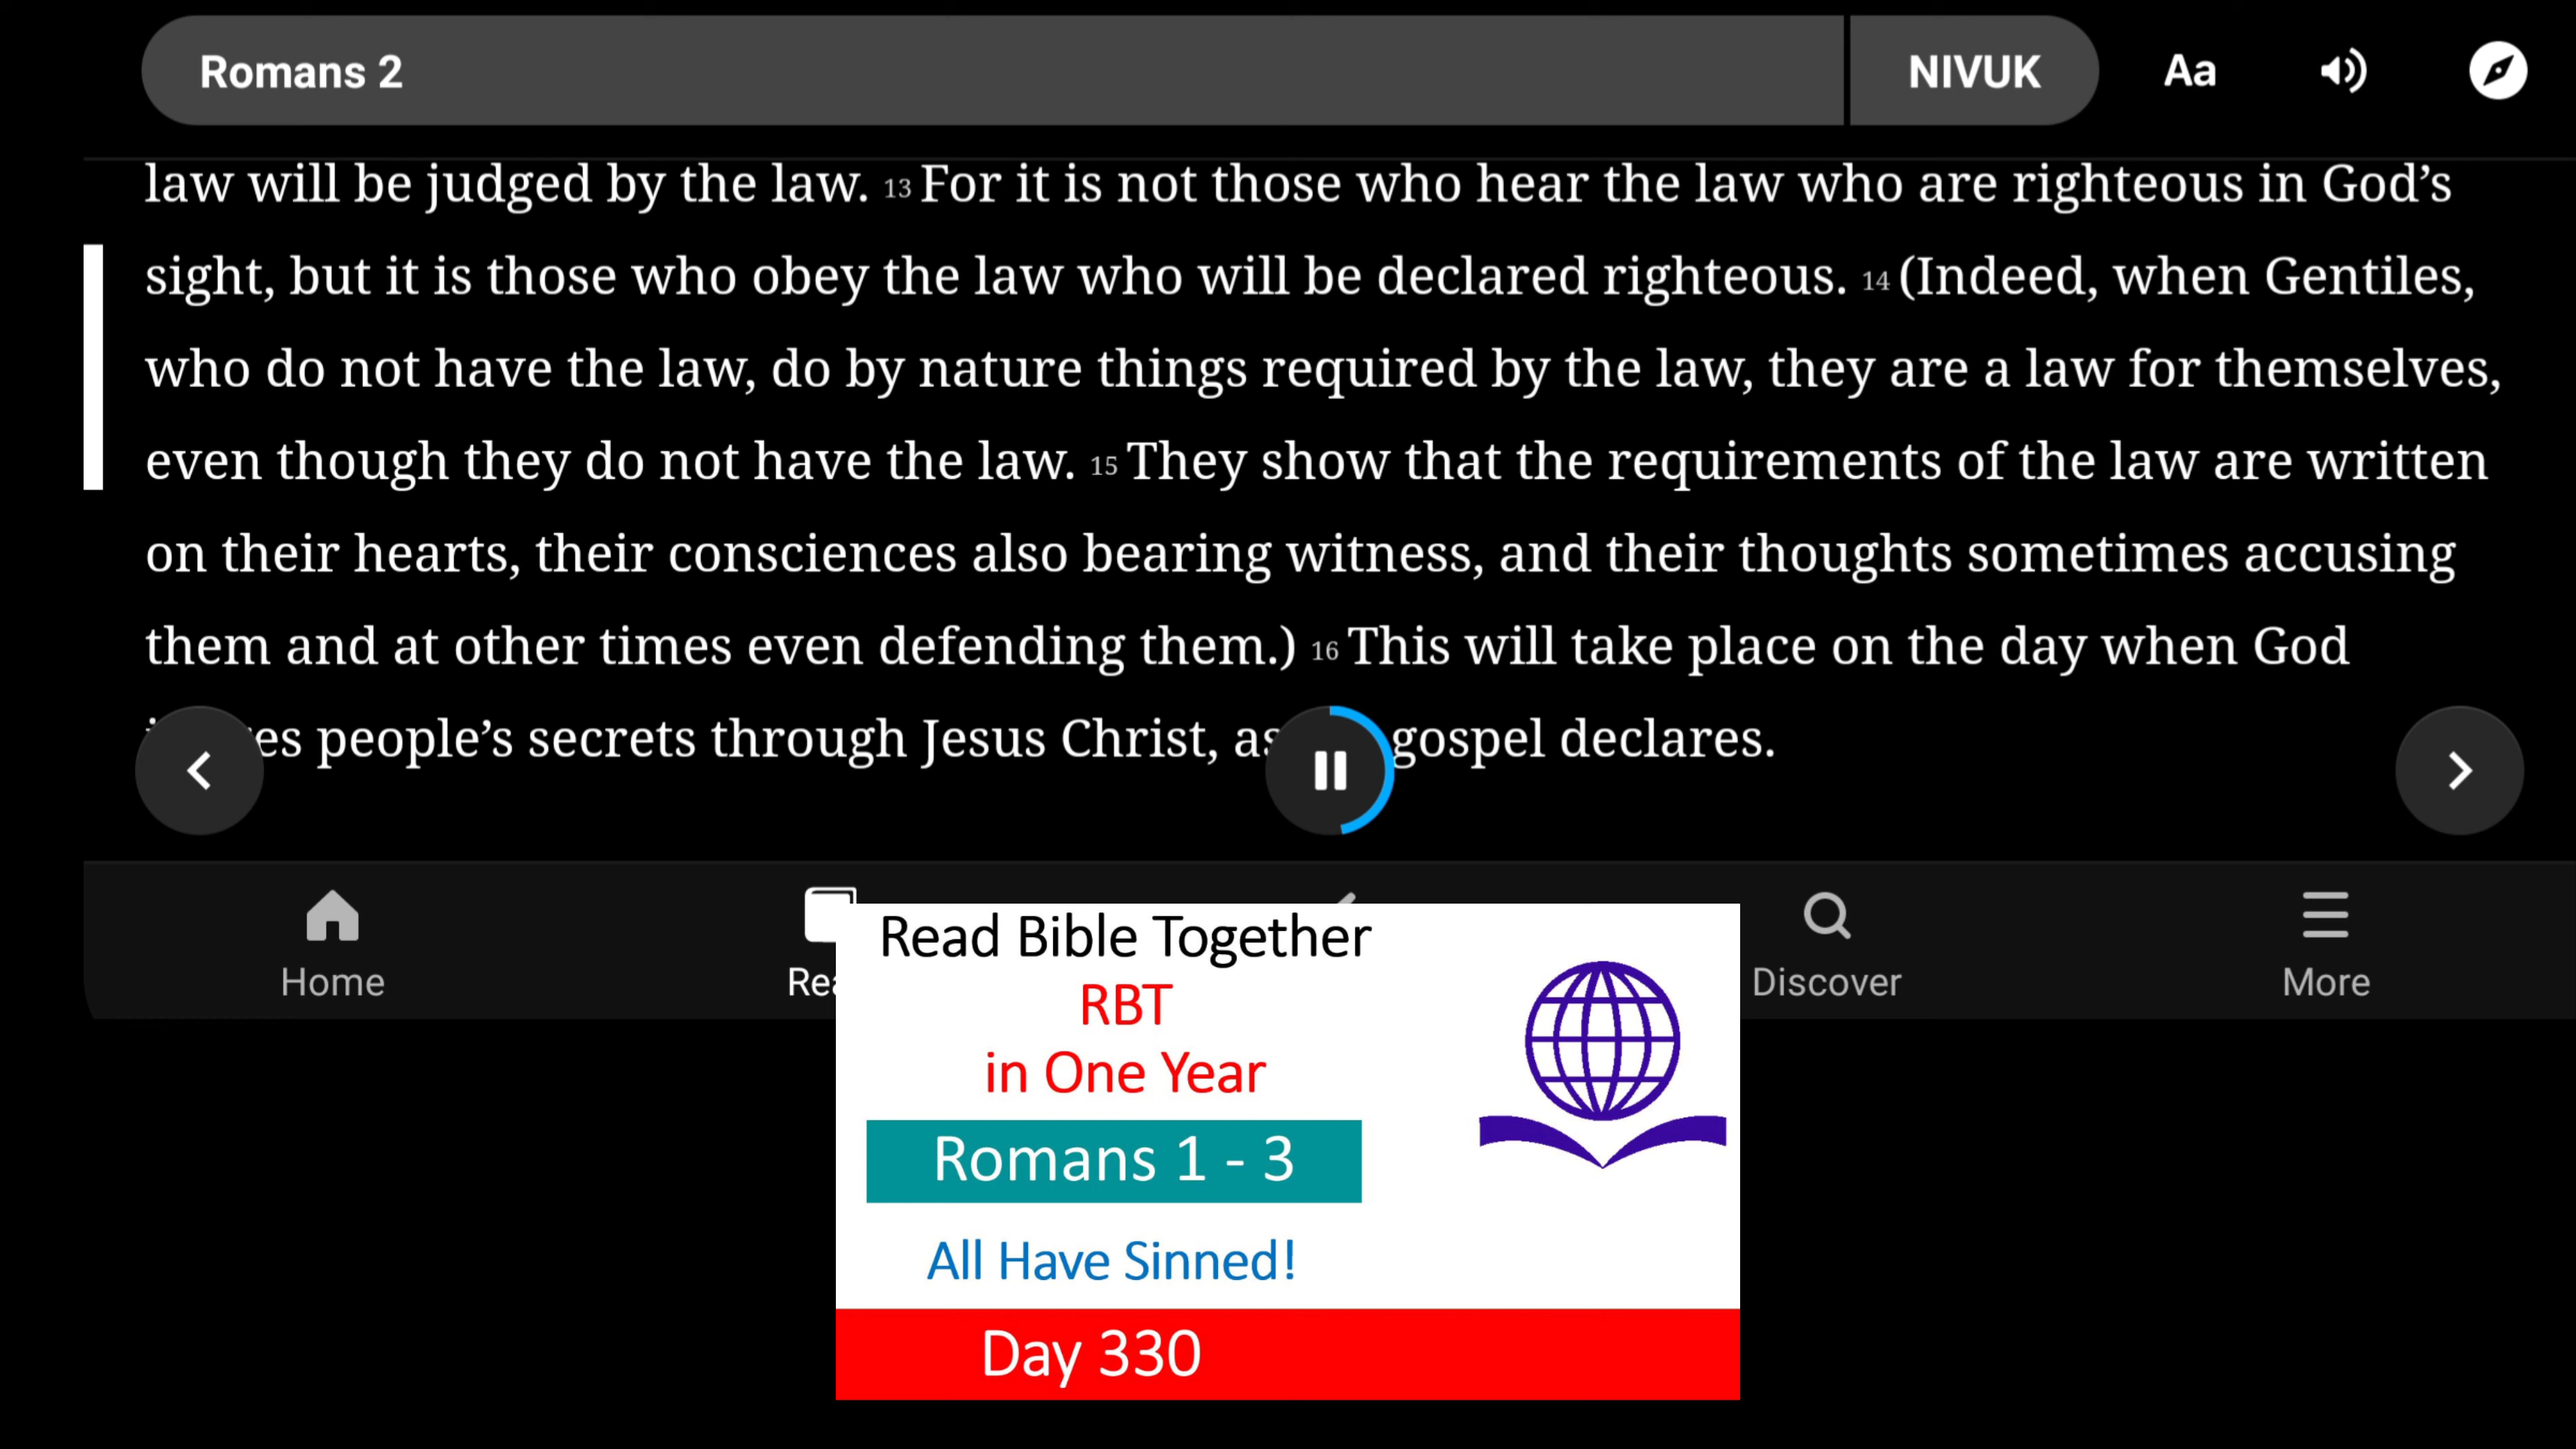 Romans 2
NIVUK
Aa
law will be judged by the law. 13 For it is not those who hear the law who are righteous in God’s
sight, but it is those who obey the law who will be declared righteous. 14 (Indeed, when Gentiles,
who do not have the law, do by nature things required by the law, they are a law for themselves,
even though they do not have the law. 15 They show that the requirements of the law are written
on their hearts, their consciences also bearing witness, and their thoughts sometimes accusing
them and at other times even defending them.) 16 This will take place on the day when God
people’s secrets through Jesus Christ, as gospel declares.
Home
Discover
More
Read Bible Together
RBT
in One Year
Romans 1 - 3
All Have Sinned!
Day 330